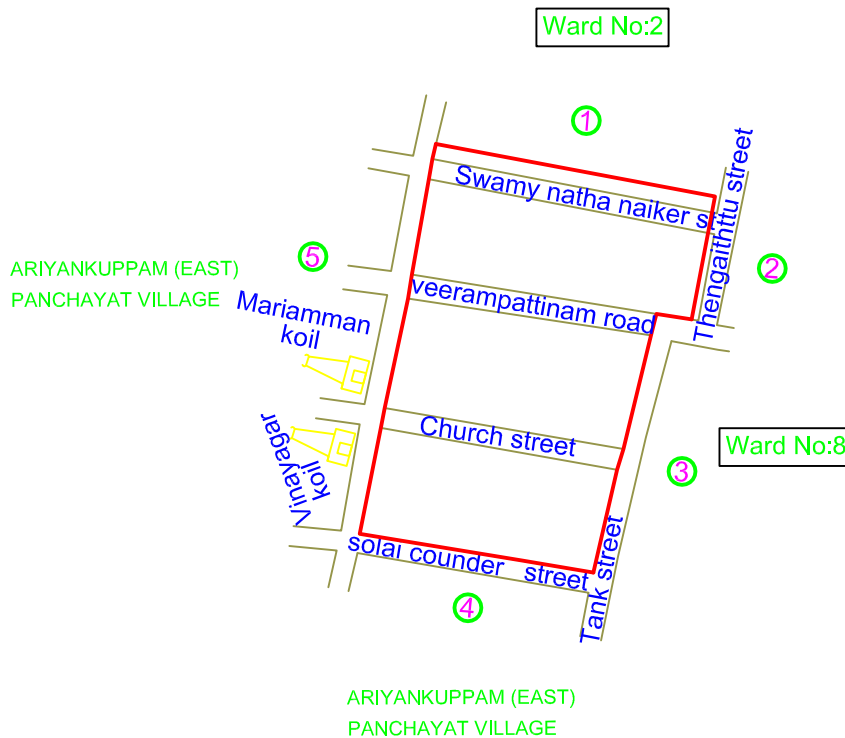 Ward No:2
1
Swamy natha naiker st
Thengaithttu street
5
2
ARIYANKUPPAM (EAST)
PANCHAYAT VILLAGE
Mariamman
koil
veerampattinam road
Church street
Ward No:8
3
Vinayagar
koil
solai counder street
Tank street
4
ARIYANKUPPAM (EAST)
PANCHAYAT VILLAGE